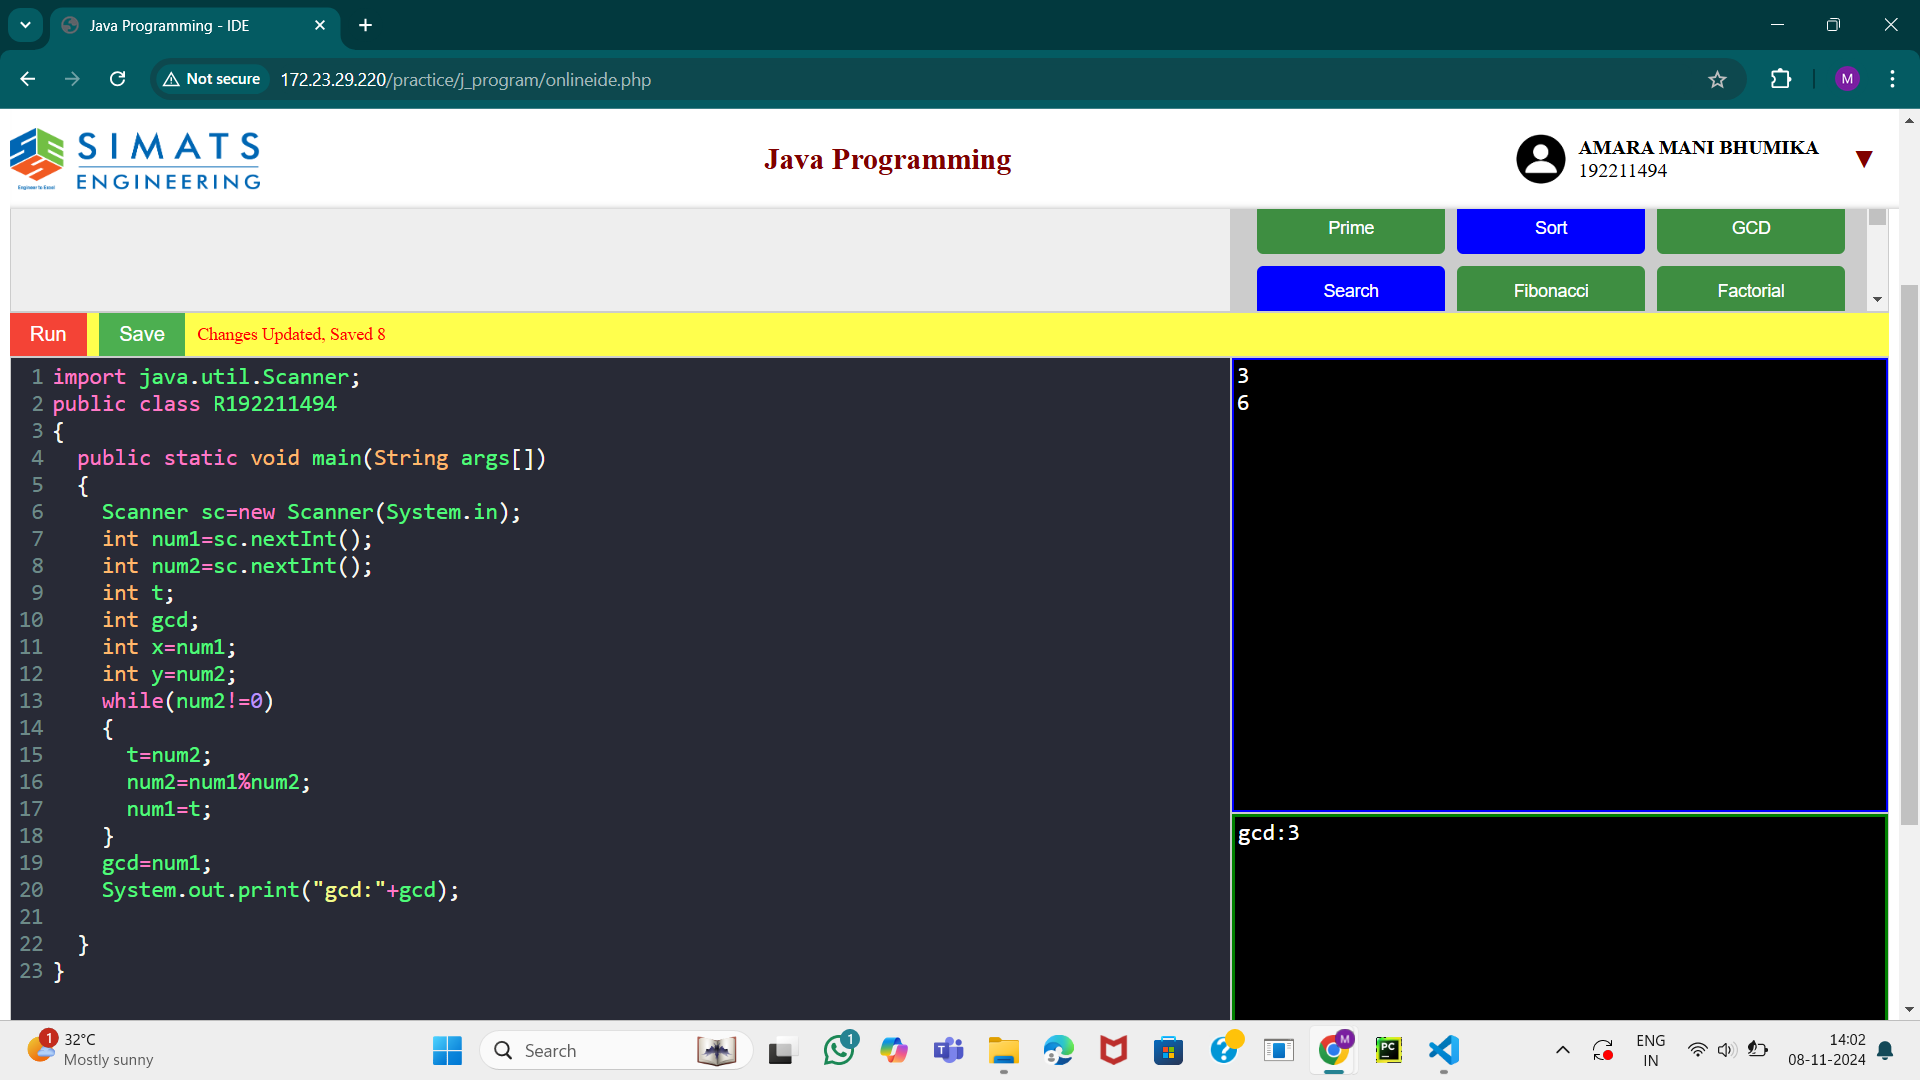 Java Programming - IDE
Not secure
172.23.29.220/practice/j_program/onlineide.php
M
SIMATS
ENGINEERING
Engineer to Excel
Java Programming
AMARA MANI BHUMIKA
192211494
Prime
Sort
GCD
Search
Fibonacci
Factorial
Run
Save
Changes Updated, Saved 8
1 import java.util.Scanner;
2 public class R192211494
3 {
4   public static void main(String args[])
5   {
6     Scanner sc=new Scanner(System.in);
7     int num1=sc.nextInt();
8     int num2=sc.nextInt();
9     int t;
10     int gcd;
11     int x=num1;
12     int y=num2;
13     while(num2!=0)
14     {
15       t=num2;
16       num2=num1%num2;
17       num1=t;
18     }
19     gcd=num1;
20     System.out.print("gcd:"+gcd);
21
22   }
23 }
3
6
gcd:3
1
32°C
Mostly sunny
Search
1
M
PC
ENG
IN
14:02
08-11-2024